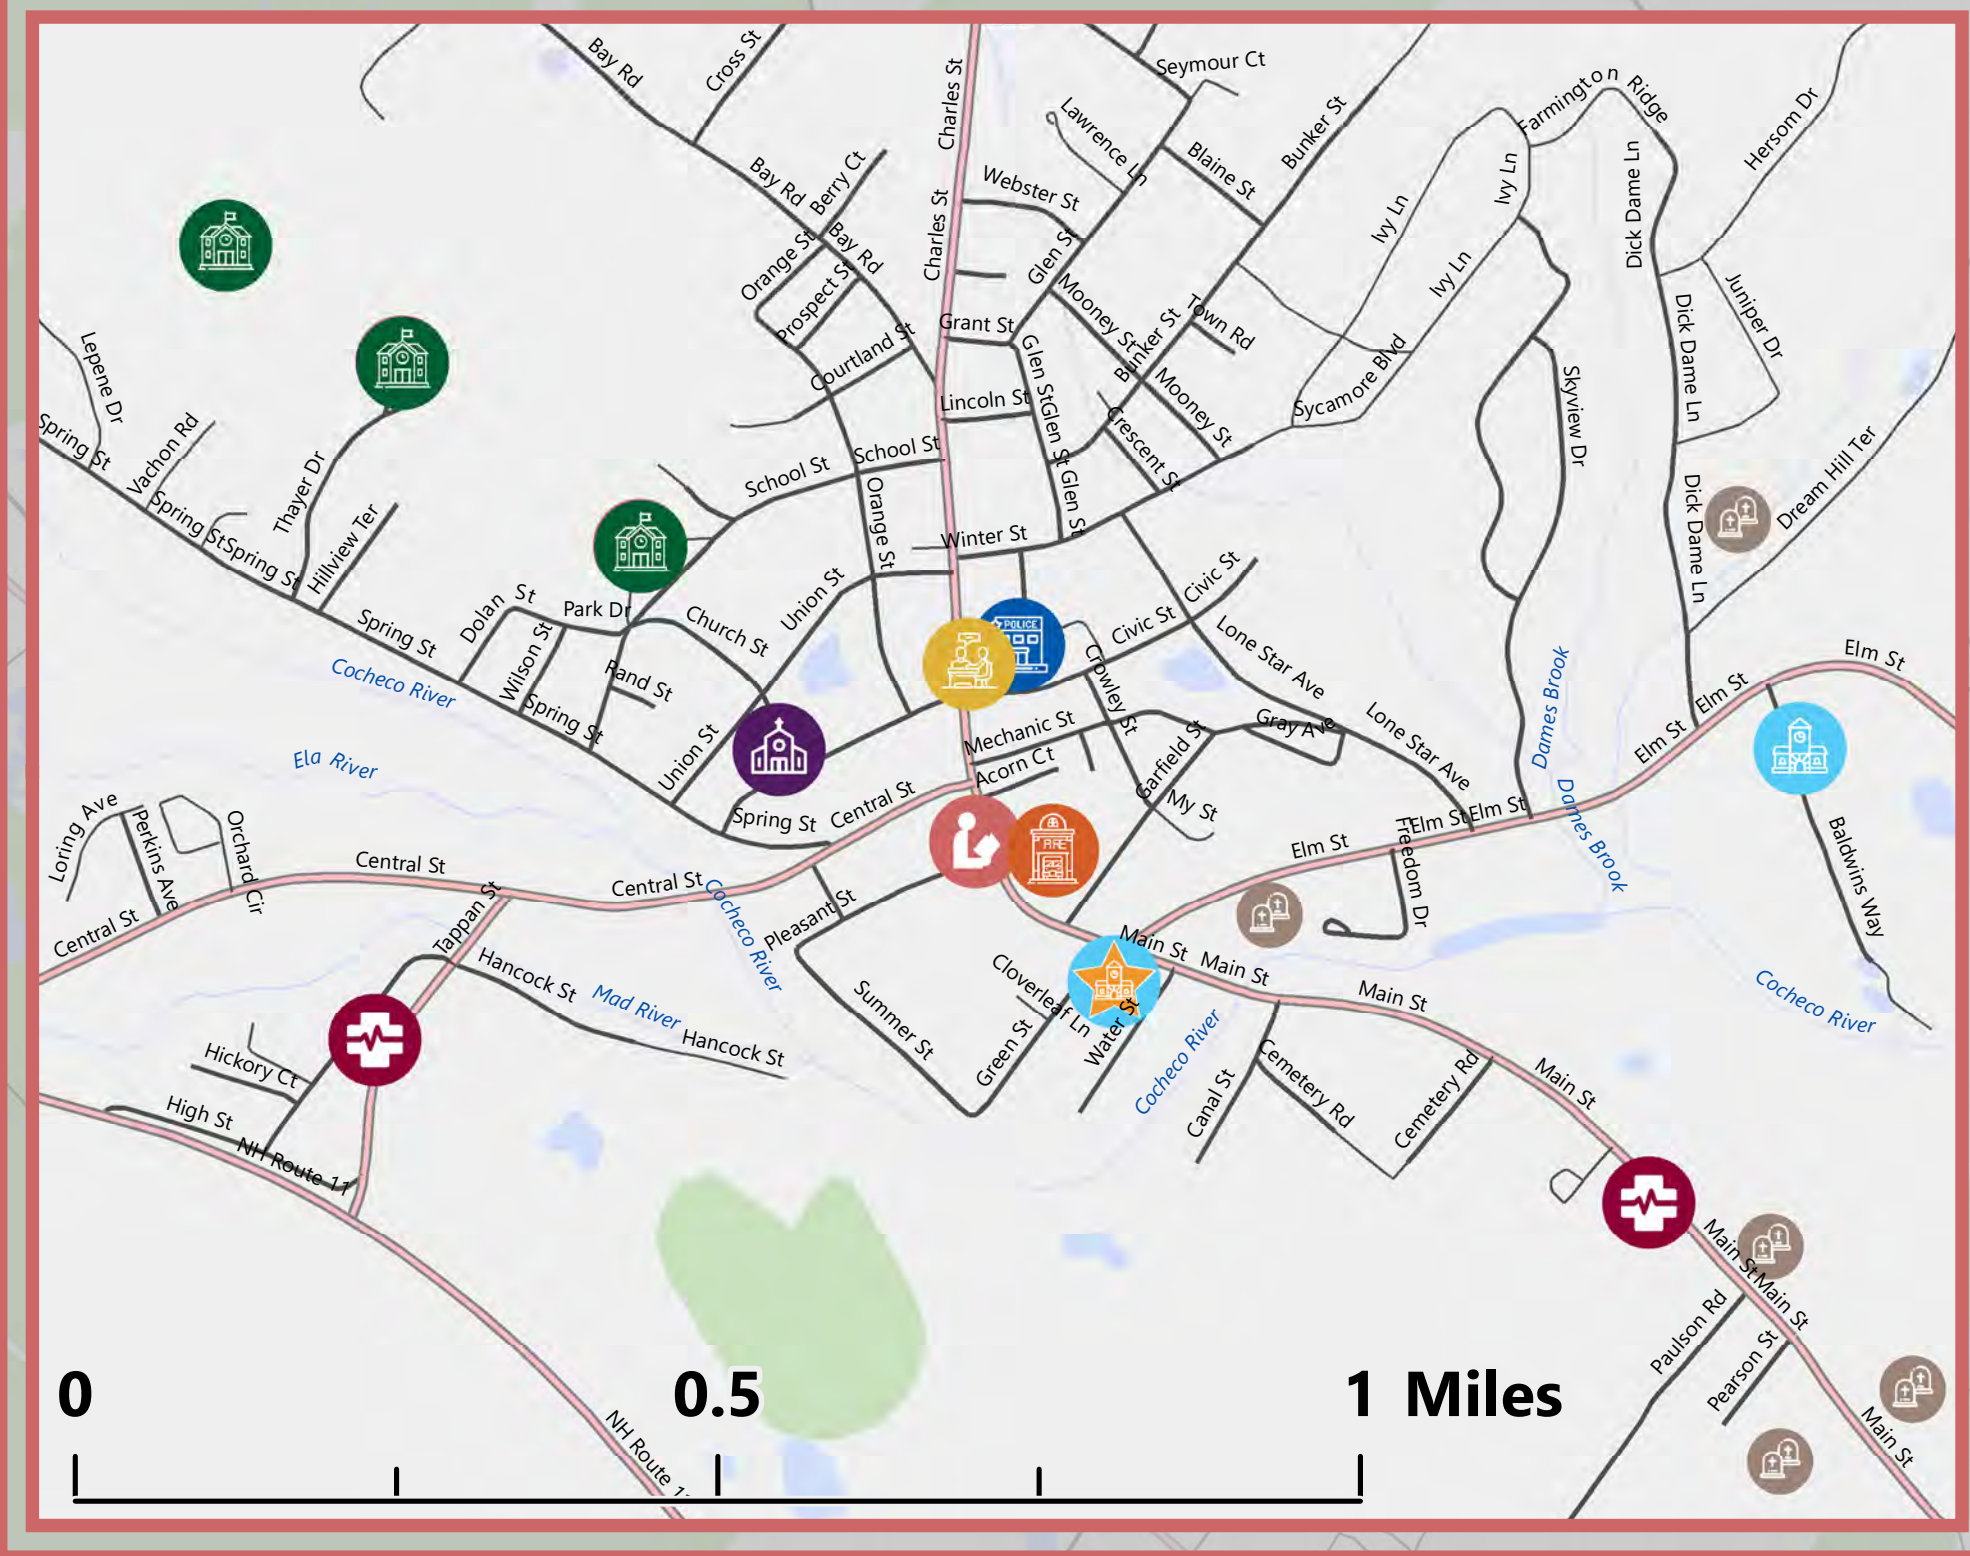 Bay Rd
Cross St
Charles St
Seymour Ct
Farmington Ridge
Hersom Dr
Lawrence Ln
Bunker St
Blaine St
Bay Rd
Berry Ct
Webster St
Ivy Ln
Ivy Ln
Dick Dame Ln
Charles St
Orange St
Bay Rd
Glen St
Ivy Ln
Prospect St
Mooney St
Town Rd
Juniper Dr
Lepene Dr
Grant St
Bunker St
Dick Dame Ln
Courtland St
Glen St
Sycamore Blvd
Skyview Dr
Lincoln St
Mooney St
Spring St
Vachon Rd
Glen St
Crescent St
School St
School St
Thayer Dr
Orange St
Glen St
Dick Dame Ln
Dream Hill Ter
Spring St
Spring St
Hillview Ter
Winter St
Union St
Civic St
Dolan St
Park Dr
Church St
POLICE
Civic St
Spring St
Wilson St
Lone Star Ave
Elm St
Cocheco River
Rand St
Crowley St
Dames Brook
Elm St
Spring St
Mechanic St
Gray Ave
Lone Star Ave
Elm St
Ela River
Union St
Acorn Ct
Garfield St
Loring Ave
Perkins Ave
Orchard Cir
Spring St
Central St
My St
Elm St
Elm St
Dames Brook
FIRE
Elm St
Freedom Dr
Baldwins Way
Central St
Central St
Cocheco River
Central St
Tappan St
Pleasant St
Main St
Main St
Hancock St
Mad River
Cloverleaf Ln
Main St
Cocheco River
Summer St
Water St
Hancock St
Green St
Cocheco River
Hickory Ct
Canal St
Cemetery Rd
Cemetery Rd
Main St
High St
NH Route 11
Main St
Main St
Paulson Rd
Pearson St
0 0.5 1 Miles
NH Route
Main St